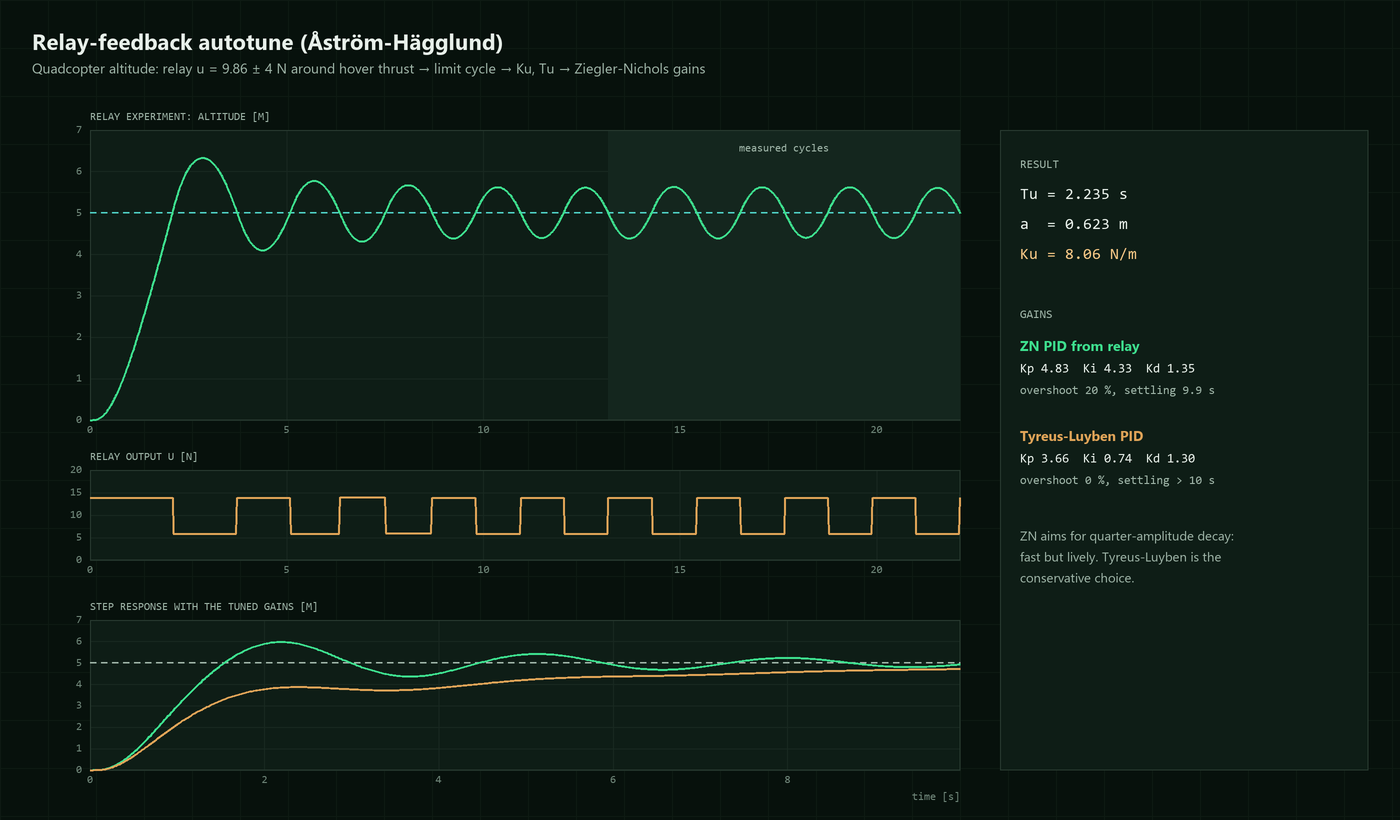 Relay-feedback autotune (Åström-Hägglund)
Quadcopter altitude: relay u = 9.86 ± 4 N around hover thrust → limit cycle → Ku, Tu → Ziegler-Nichols gains
RELAY EXPERIMENT: ALTITUDE [M]
7
6
5
4
3
2
1
0
measured cycles
0 5 10 15 20
RELAY OUTPUT U [N]
20
15
10
5
0
0 5 10 15 20
STEP RESPONSE WITH THE TUNED GAINS [M]
7
6
5
4
3
2
1
0
0 2 4 6 8
time [s]
RESULT
Tu = 2.235 s
a = 0.623 m
Ku = 8.06 N/m
GAINS
ZN PID from relay
Kp 4.83 Ki 4.33 Kd 1.35
overshoot 20 %, settling 9.9 s
Tyreus-Luyben PID
Kp 3.66 Ki 0.74 Kd 1.30
overshoot 0 %, settling > 10 s
ZN aims for quarter-amplitude decay:
fast but lively. Tyreus-Luyben is the
conservative choice.